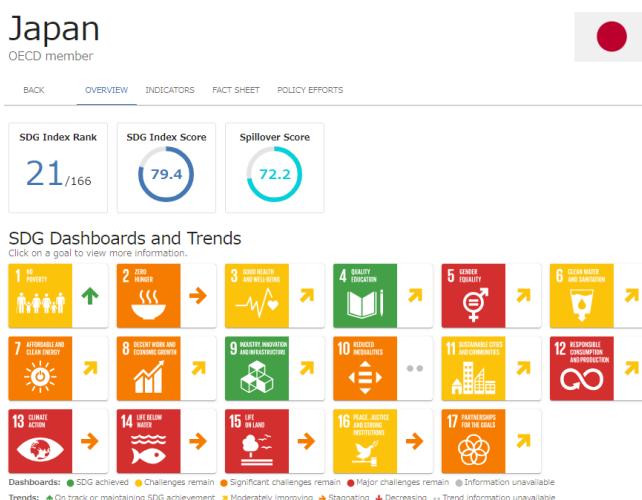 Japan
OECD member
BACK OVERVIEW INDICATORS FACT SHEET POLICY EFFORTS
SDG Index Rank
21/166
SDG Index Score
79.4
Spillover Score
72.2
SDG Dashboards and Trends
Click on a goal to view more information.
1 NO
POVERTY
2 ZERO
HUNGER
3 GOOD HEALTH
AND WELL-BEING
4 QUALITY
EDUCATION
5 GENDER
EQUALITY
6 CLEAN WATER
AND SANITATION
7 AFFORDABLE AND
CLEAN ENERGY
8 DECENT WORK AND
ECONOMIC GROWTH
9 INDUSTRY, INNOVATION
AND INFRASTRUCTURE
10 REDUCED
INEQUALITIES
11 SUSTAINABLE CITIES
AND COMMUNITIES
12 RESPONSIBLE
CONSUMPTION
AND PRODUCTION
13 CLIMATE
ACTION
14 LIFE BELOW
WATER
15 LIFE
ON LAND
16 PEACE, JUSTICE
AND STRONG
INSTITUTIONS
17 PARTNERSHIPS
FOR THE GOALS
Dashboards: SDG achieved Challenges remain Significant challenges remain Major challenges remain Information unavailable
Trends: On track or maintaining SDG achievement Moderately improving Stagnating Decreasing Trend information unavailable